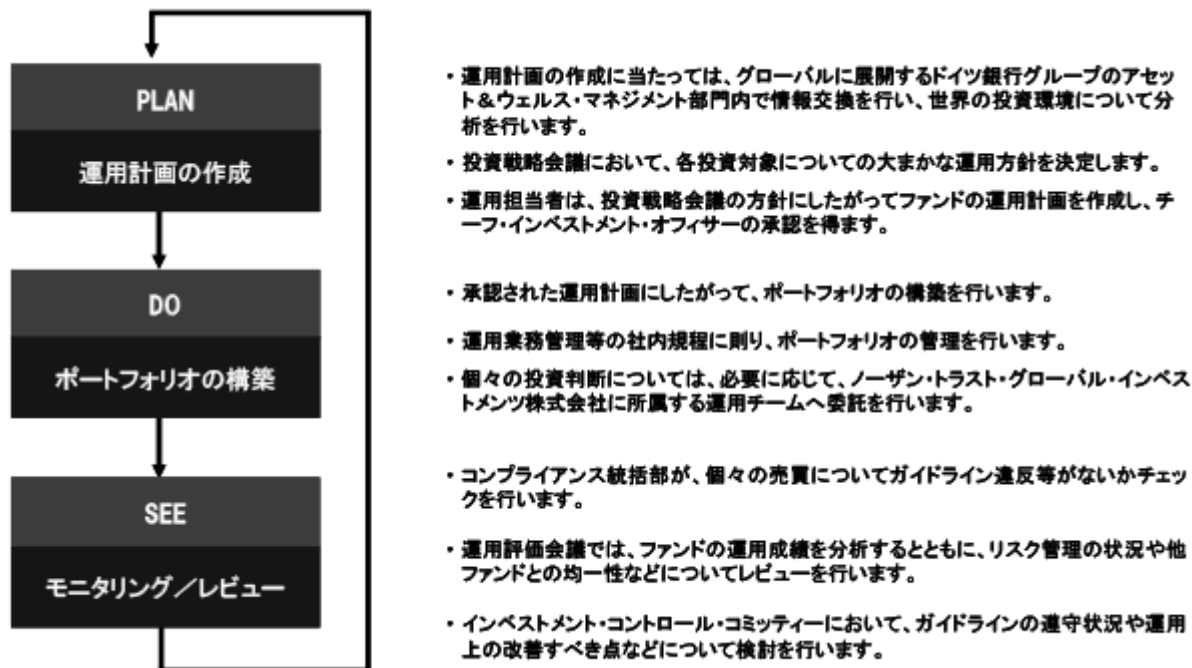 PLAN
運用計画の作成
・運用計画の作成に当たっては、グローバルに展開するドイツ銀行グループのアセッ
ト＆ウェルス・マネジメント部門内で情報交換を行い、世界の投資環境について分
析を行います。
・投資戦略会議において、各投資対象についての大まかな運用方針を決定します。
・運用担当者は、投資戦略会議の方針にしたがってファンドの運用計画を作成し、チ
ーフ・インベストメント・オフィサーの承認を得ます。
DO
ポートフォリオの構築
・承認された運用計画にしたがって、ポートフォリオの構築を行います。
・運用業務管理等の社内規程に則り、ポートフォリオの管理を行います。
・個々の投資判断については、必要に応じて、ノーザン・トラスト・グローバル・インベス
トメンツ株式会社に所属する運用チームへ委託を行います。
SEE
モニタリング／レビュー
・コンプライアンス統括部が、個々の売買についてガイドライン違反等がないかチェッ
クを行います。
・運用評価会議では、ファンドの運用成績を分析するとともに、リスク管理の状況や他
ファンドとの均一性などについてレビューを行います。
・インベストメント・コントロール・コミッティーにおいて、ガイドラインの遵守状況や運用
上の改善すべき点などについて検討を行います。